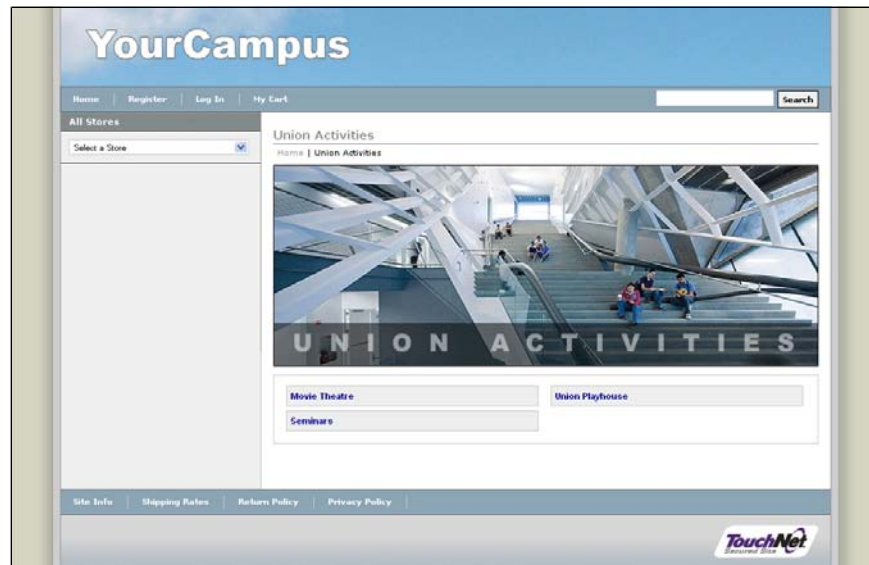 YourCampus
Home | Register | Log In | My Cart
Search
All Stores
Select a Store
Union Activities
Home | Union Activities
UNION ACTIVITIES
Movie Theatre
Union Playhouse
Seminars
Site Info | Shipping Rates | Return Policy | Privacy Policy |
TouchNet
Secured Site